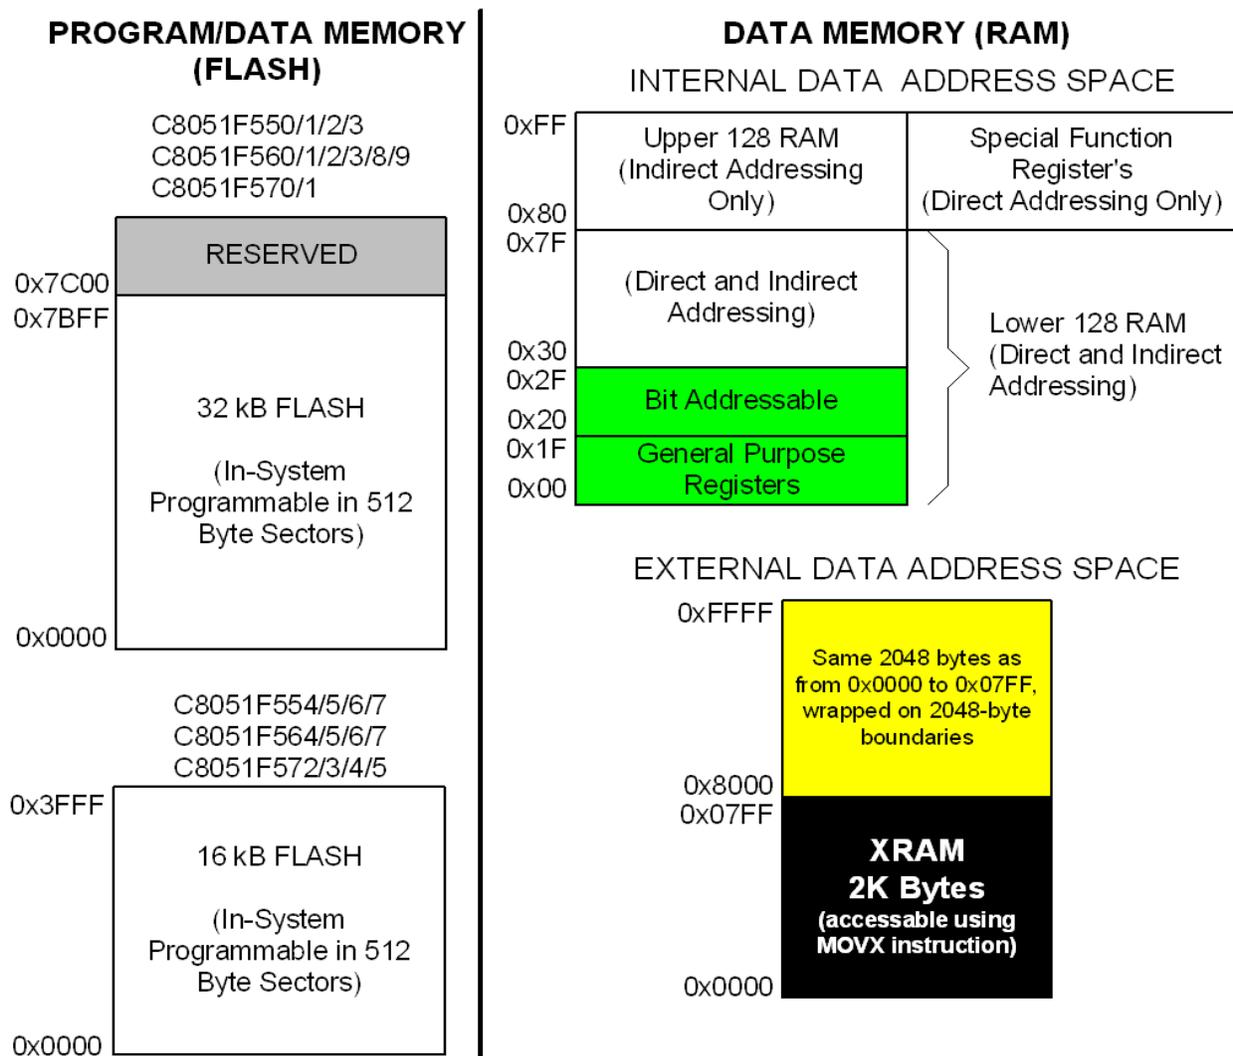 PROGRAM/DATA MEMORY
(FLASH)
C8051F550/1/2/3
C8051F560/1/2/3/8/9
C8051F570/1
RESERVED
0x7C00
0x7BFF
32 kB FLASH
(In-System
Programmable in 512
Byte Sectors)
0x0000
C8051F554/5/6/7
C8051F564/5/6/7
C8051F572/3/4/5
0x3FFF
16 kB FLASH
(In-System
Programmable in 512
Byte Sectors)
0x0000
DATA MEMORY (RAM)
INTERNAL DATA ADDRESS SPACE
0xFF
Upper 128 RAM
(Indirect Addressing
Only)
0x80
Special Function
Register's
(Direct Addressing Only)
0x7F
(Direct and Indirect
Addressing)
0x30
Lower 128 RAM
(Direct and Indirect
Addressing)
0x2F
Bit Addressable
0x20
0x1F
General Purpose
Registers
0x00
EXTERNAL DATA ADDRESS SPACE
0xFFFF
Same 2048 bytes as
from 0x0000 to 0x07FF,
wrapped on 2048-byte
boundaries
0x8000
0x07FF
XRAM
2K Bytes
(accessable using
MOVX instruction)
0x0000